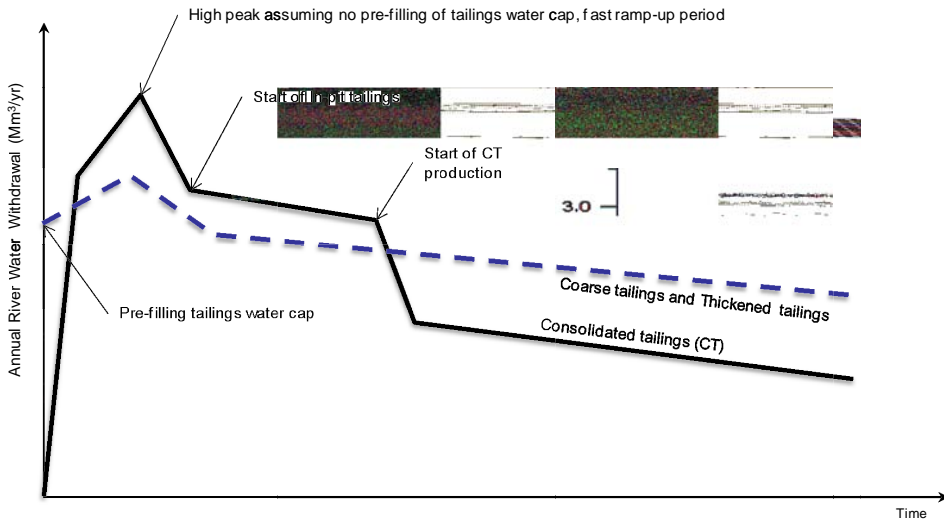 High peak assuming no pre-filling of tailings water cap, fast ramp-up period
Start of In-pit tailings
Start of CT
production
3.0
Annual River Water Withdrawal (Mm³/yr)
Pre-filling tailings water cap
Coarse tailings and Thickened tailings
Consolidated tailings (CT)
Time